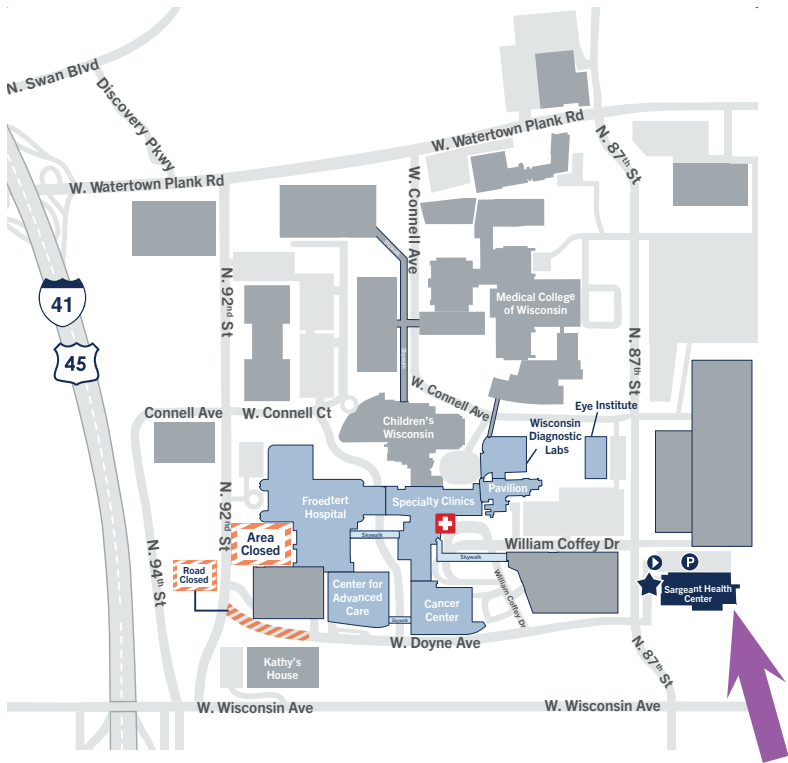 N. Swan Blvd
Discovery Pkwy
W. Watertown Plank Rd
N. 87th St
W. Watertown Plank Rd
W. Connell Ave
Skywalk
N. 92nd St
41
45
Medical College
of Wisconsin
Skywalk
N. 87th St
W. Connell Ave
Eye Institute
Connell Ave
W. Connell Ct
Children's
Wisconsin
Wisconsin
Diagnostic
Labs
Pavilion
Froedtert
Hospital
Specialty Clinics
N. 92nd St
Area
Closed
Skywalk
William Coffey Dr
Skywalk
N. 94th St
Road
Closed
P
Sargeant Health
Center
Center for
Advanced
Care
Cancer
Center
William Coffey Dr
Skywalk
W. Doyne Ave
N. 87th St
Kathy's
House
W. Wisconsin Ave
W. Wisconsin Ave